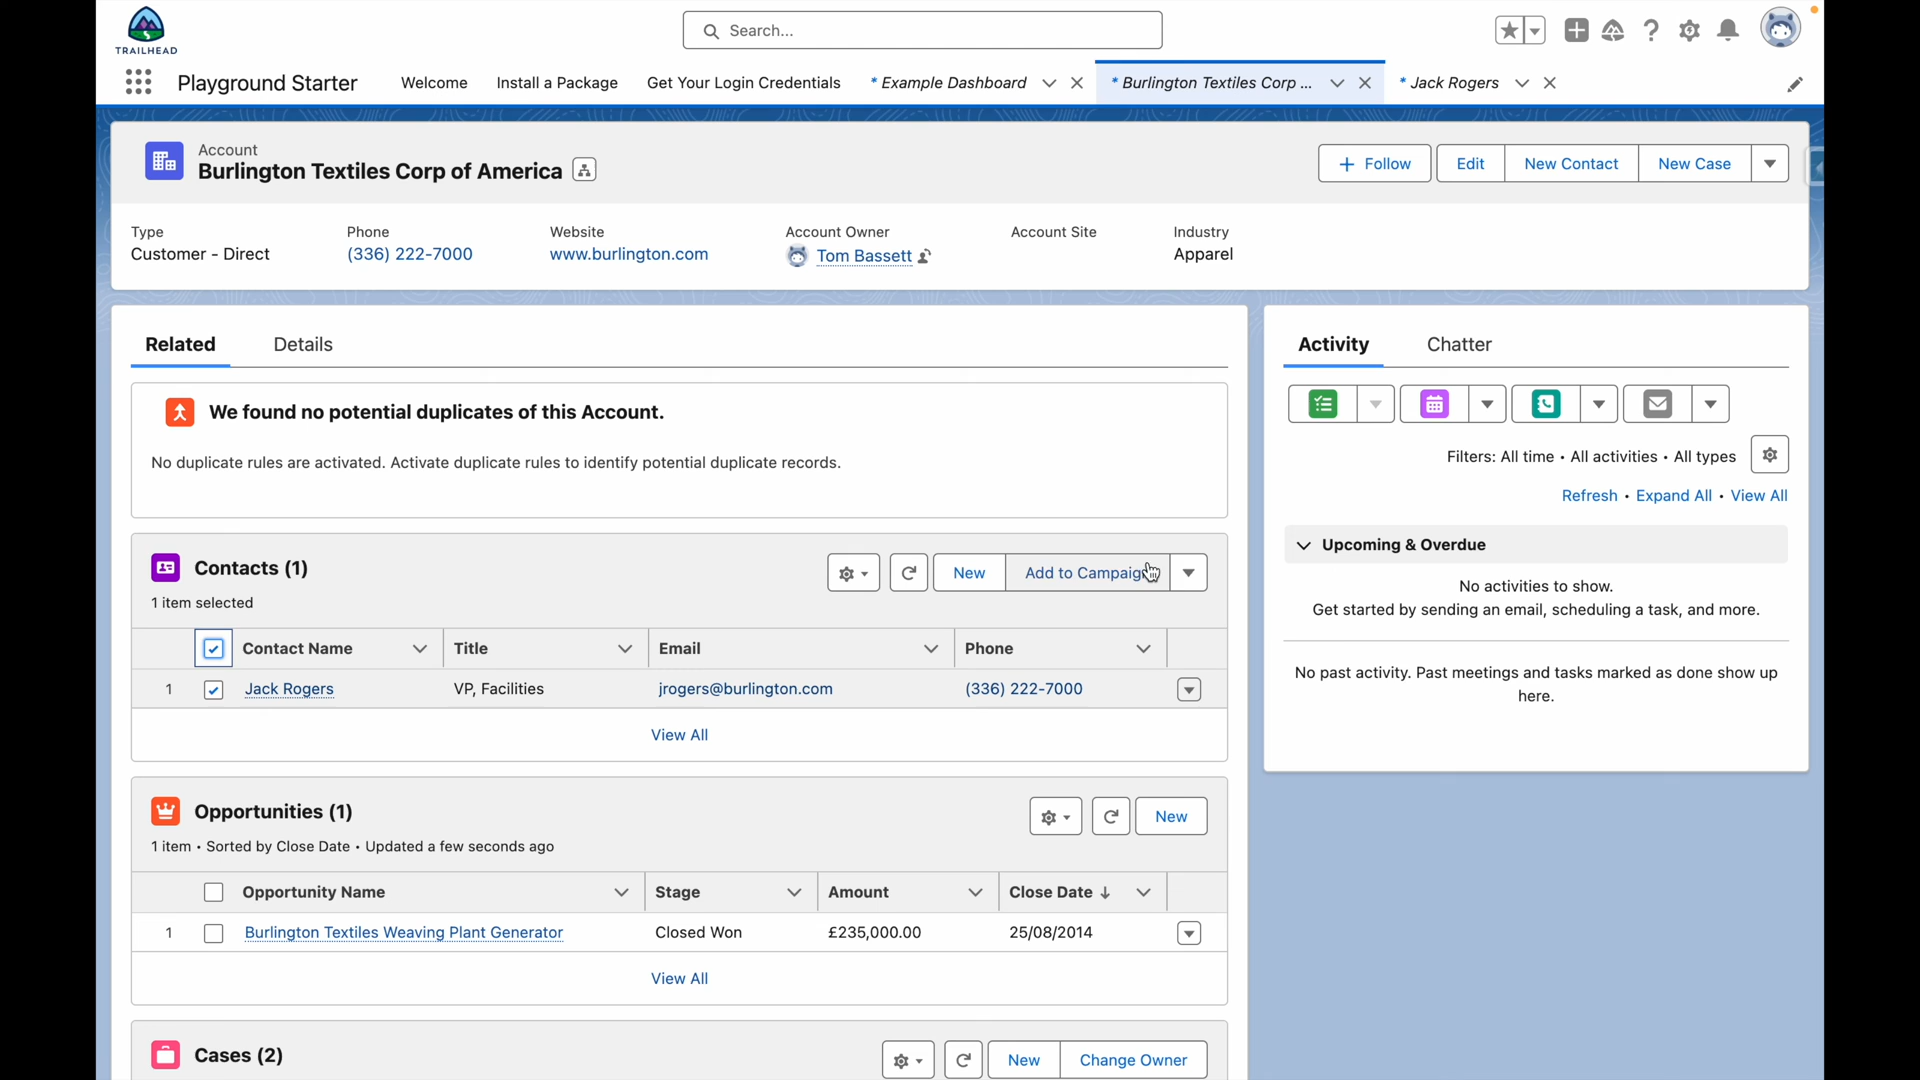 TRAILHEAD
Search...
Playground Starter
Welcome
Install a Package
Get Your Login Credentials
* Example Dashboard
* Burlington Textiles Corp ...
* Jack Rogers
Account
Burlington Textiles Corp of America
+ Follow
Edit
New Contact
New Case
Type
Customer - Direct
Phone
(336) 222-7000
Website
www.burlington.com
Account Owner
Tom Bassett
Account Site
Industry
Apparel
Related
Details
We found no potential duplicates of this Account.
No duplicate rules are activated. Activate duplicate rules to identify potential duplicate records.
Contacts (1)
1 item selected
New
Add to Campaign
Contact Name
Title
Email
Phone
1
Jack Rogers
VP, Facilities
jrogers@burlington.com
(336) 222-7000
View All
Opportunities (1)
1 item • Sorted by Close Date • Updated a few seconds ago
New
Opportunity Name
Stage
Amount
Close Date
1
Burlington Textiles Weaving Plant Generator
Closed Won
£235,000.00
25/08/2014
View All
Cases (2)
New
Change Owner
Activity
Chatter
Filters: All time • All activities • All types
Refresh • Expand All • View All
Upcoming & Overdue
No activities to show.
Get started by sending an email, scheduling a task, and more.
No past activity. Past meetings and tasks marked as done show up
here.